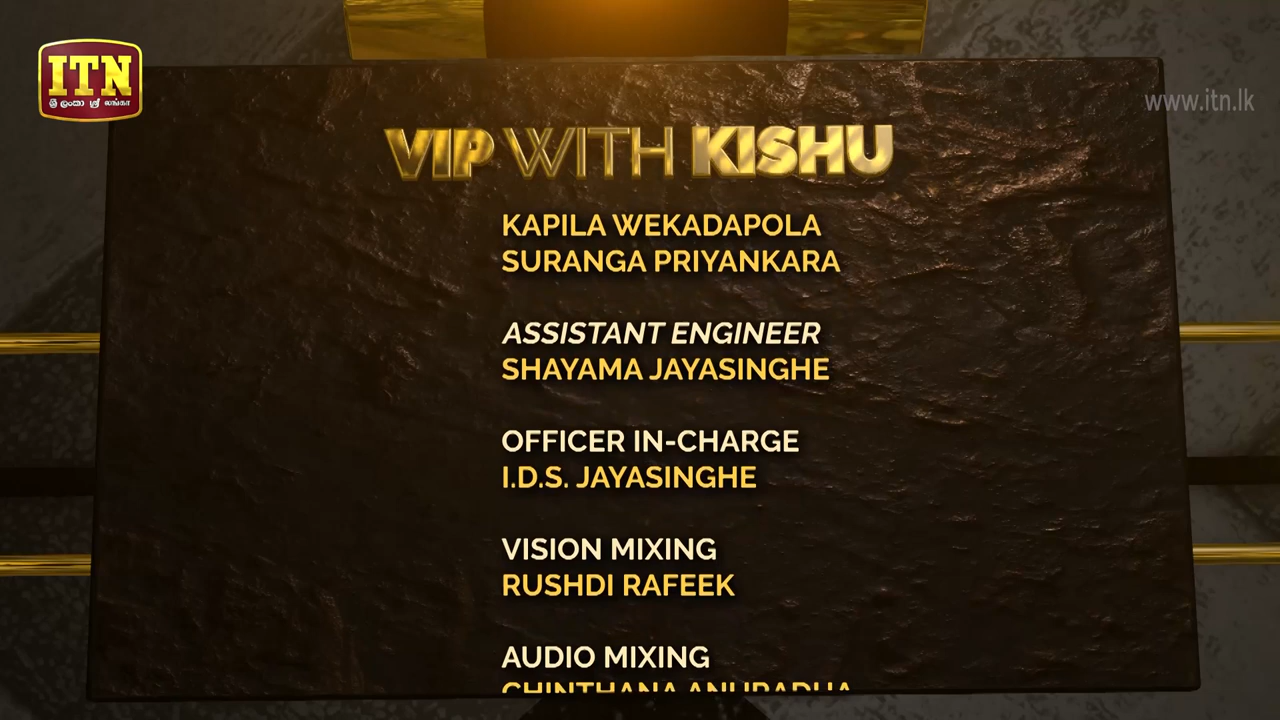 ITN
ශ්‍රී ලංකා ஸ்ரீ லங்கா
www.itn.lk
VIP WITH KISHU
KAPILA WEKADAPOLA
SURANGA PRIYANKARA
ASSISTANT ENGINEER
SHAYAMA JAYASINGHE
OFFICER IN-CHARGE
I.D.S. JAYASINGHE
VISION MIXING
RUSHDI RAFEEK
AUDIO MIXING